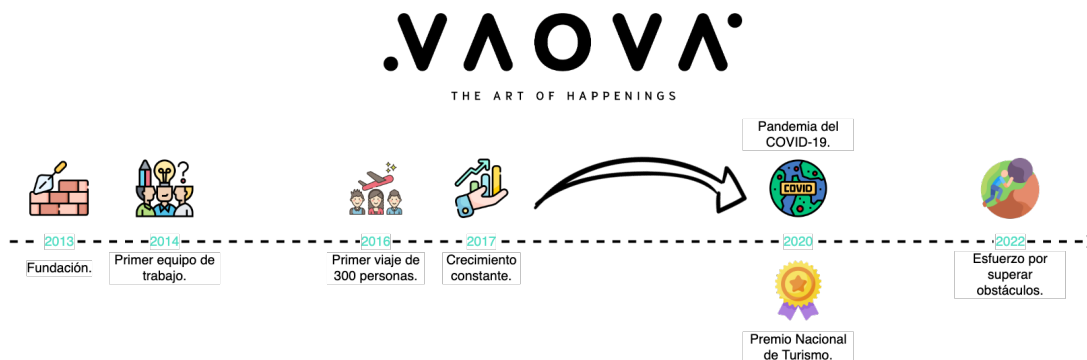 .VAOVA
THE ART OF HAPPENINGS
Pandemia del
COVID-19.
COVID
2013
2014
2016
2017
2020
2022
Fundación.
Primer equipo de
trabajo.
Primer viaje de
300 personas.
Crecimiento
constante.
Esfuerzo por
superar
obstáculos.
Premio Nacional
de Turismo.